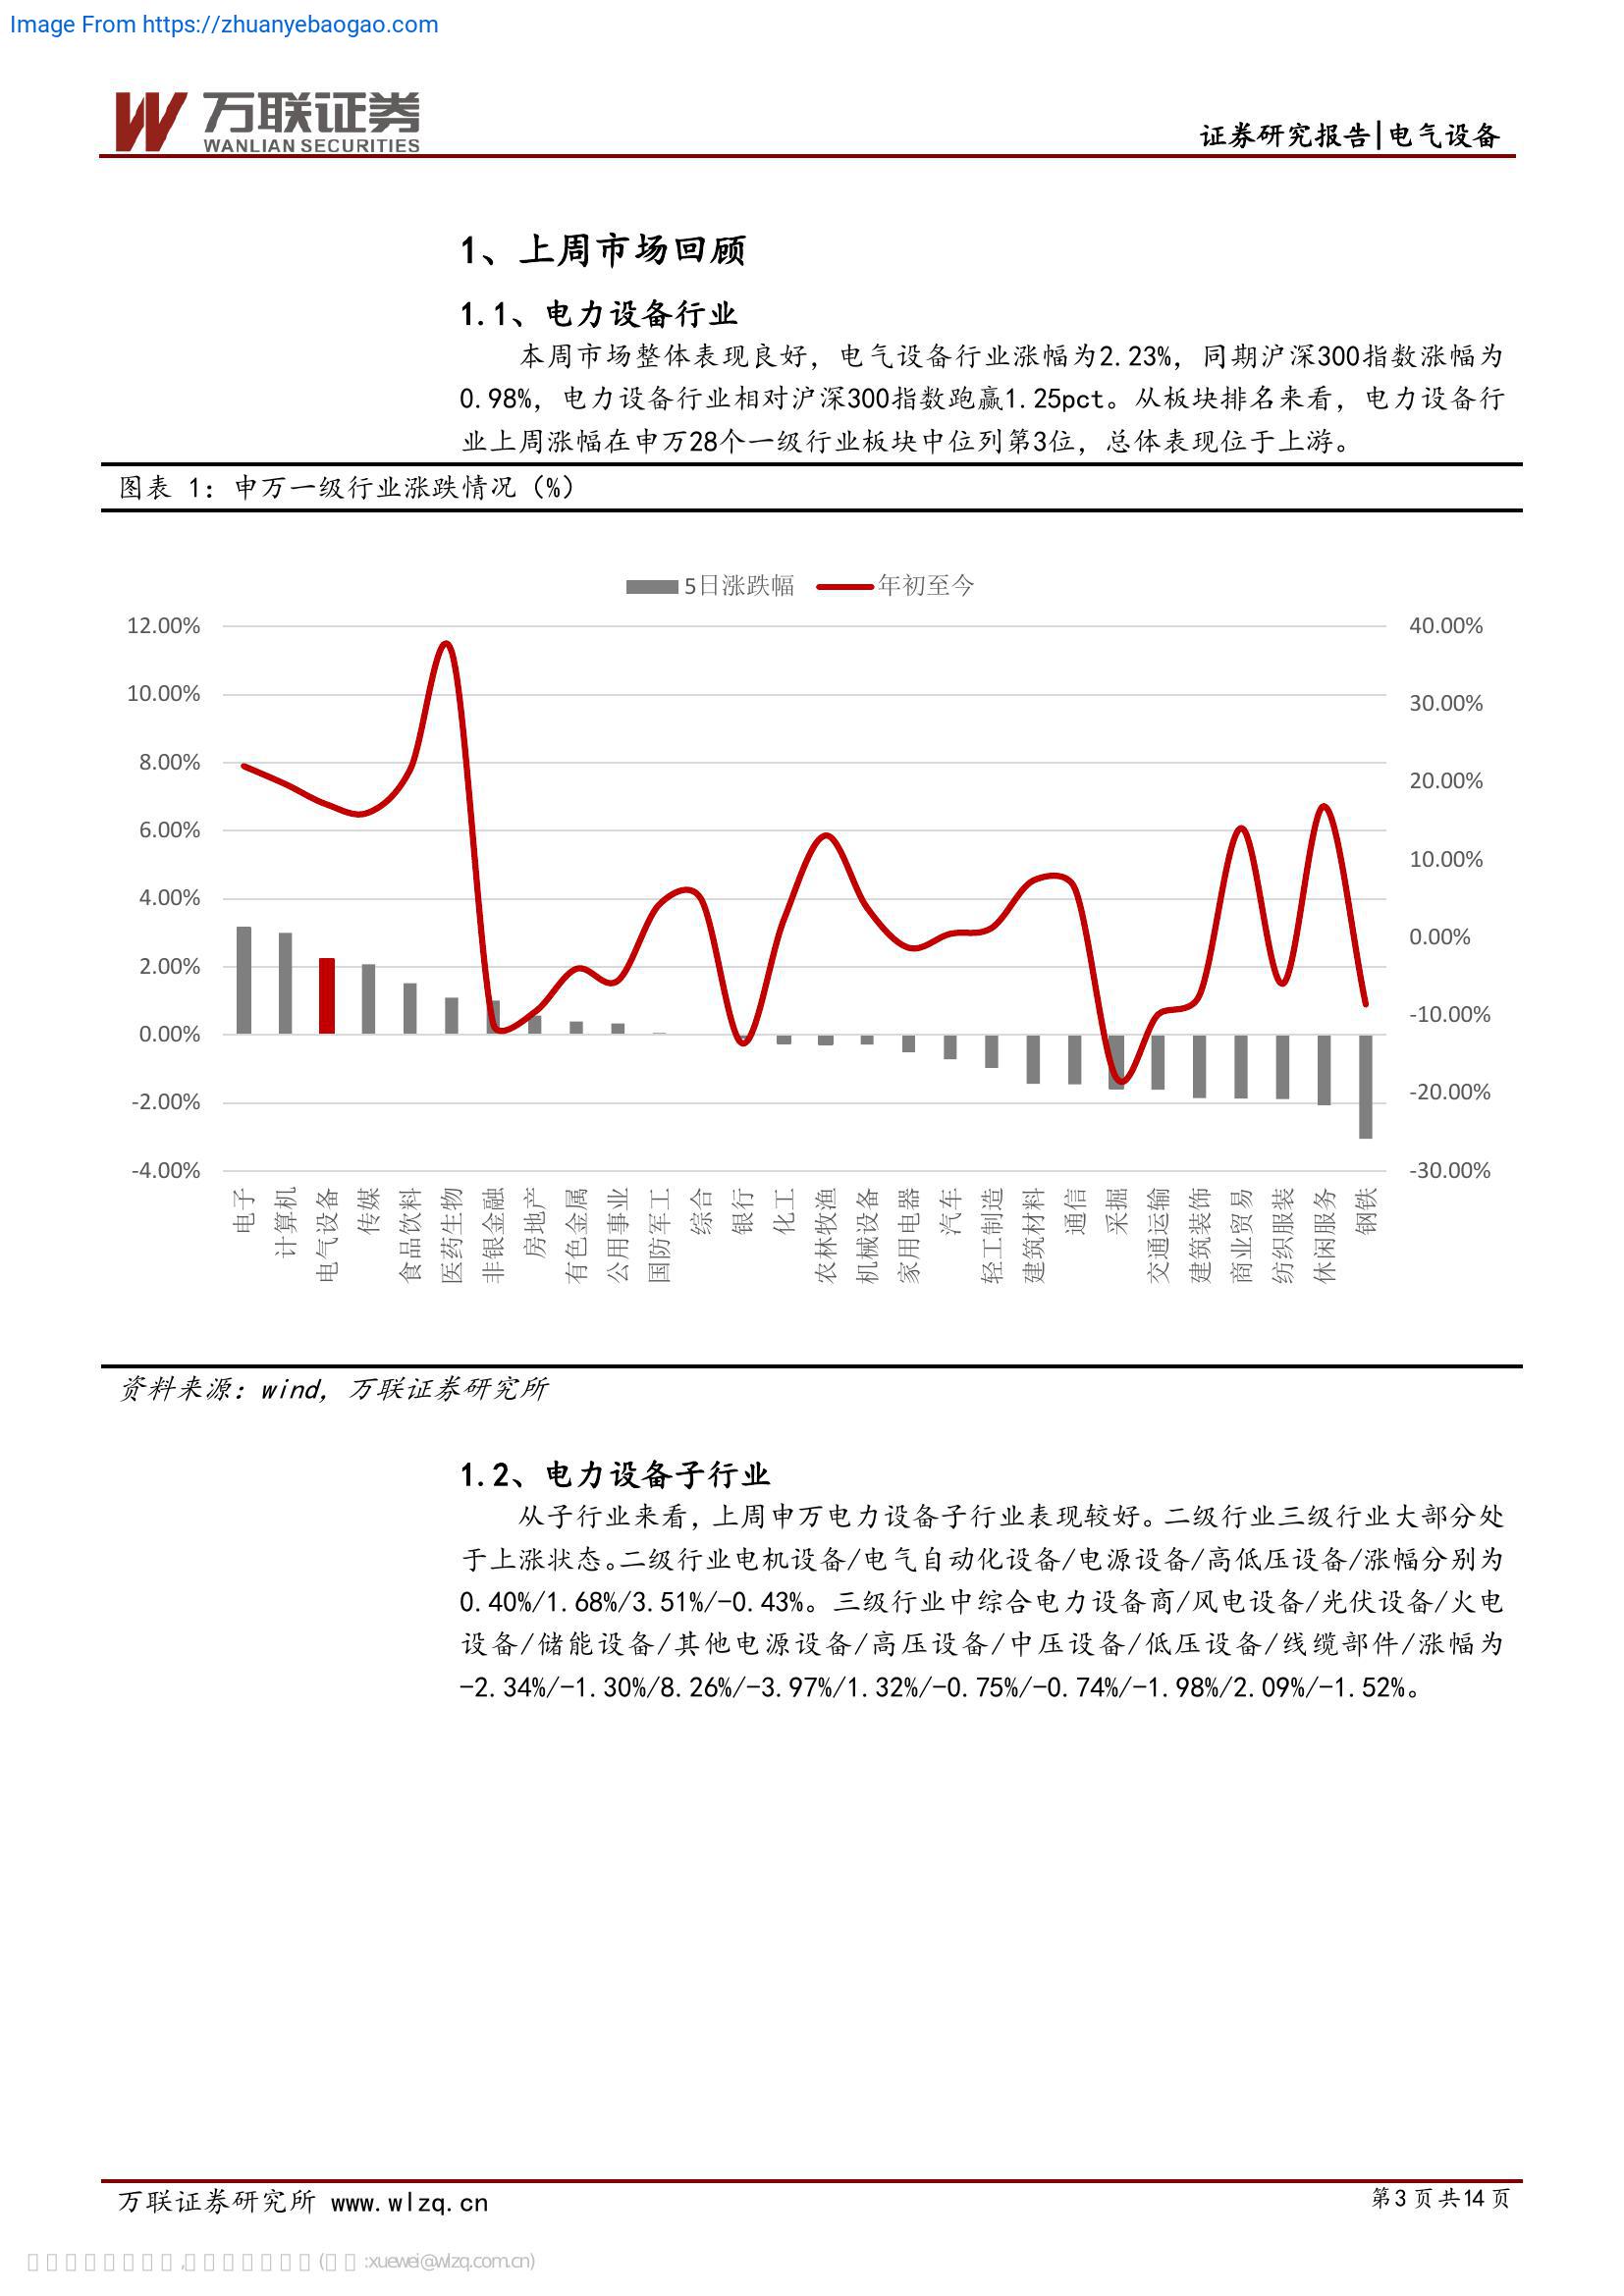 Image From https://zhuanyebaogao.com
万联证券
WANLIAN SECURITIES
证券研究报告|电气设备
1、上周市场回顾
1.1、电力设备行业
本周市场整体表现良好，电气设备行业涨幅为2.23%，同期沪深300指数涨幅为
0.98%，电力设备行业相对沪深300指数跑赢1.25pct。从板块排名来看，电力设备行
业上周涨幅在申万28个一级行业板块中位列第3位，总体表现位于上游。
图表 1：申万一级行业涨跌情况（%）
5日涨跌幅 年初至今
12.00% 40.00%
10.00% 30.00%
8.00% 20.00%
6.00% 10.00%
4.00% 0.00%
2.00% -10.00%
0.00% -20.00%
-2.00% -30.00%
-4.00%
电子
计算机
电气设备
传媒
食品饮料
医药生物
非银金融
房地产
有色金属
公用事业
国防军工
综合
银行
化工
农林牧渔
机械设备
家用电器
汽车
轻工制造
建筑材料
通信
采掘
交通运输
建筑装饰
商业贸易
纺织服装
休闲服务
钢铁
资料来源：wind，万联证券研究所
1.2、电力设备子行业
从子行业来看，上周申万电力设备子行业表现较好。二级行业三级行业大部分处
于上涨状态。二级行业电机设备/电气自动化设备/电源设备/高低压设备/涨幅分别为
0.40%/1.68%/3.51%/-0.43%。三级行业中综合电力设备商/风电设备/光伏设备/火电
设备/储能设备/其他电源设备/高压设备/中压设备/低压设备/线缆部件/涨幅为
-2.34%/-1.30%/8.26%/-3.97%/1.32%/-0.75%/-0.74%/-1.98%/2.09%/-1.52%。
万联证券研究所 www.wlzq.cn
第3页共14页
:xuewei@wlzq.com.cn)